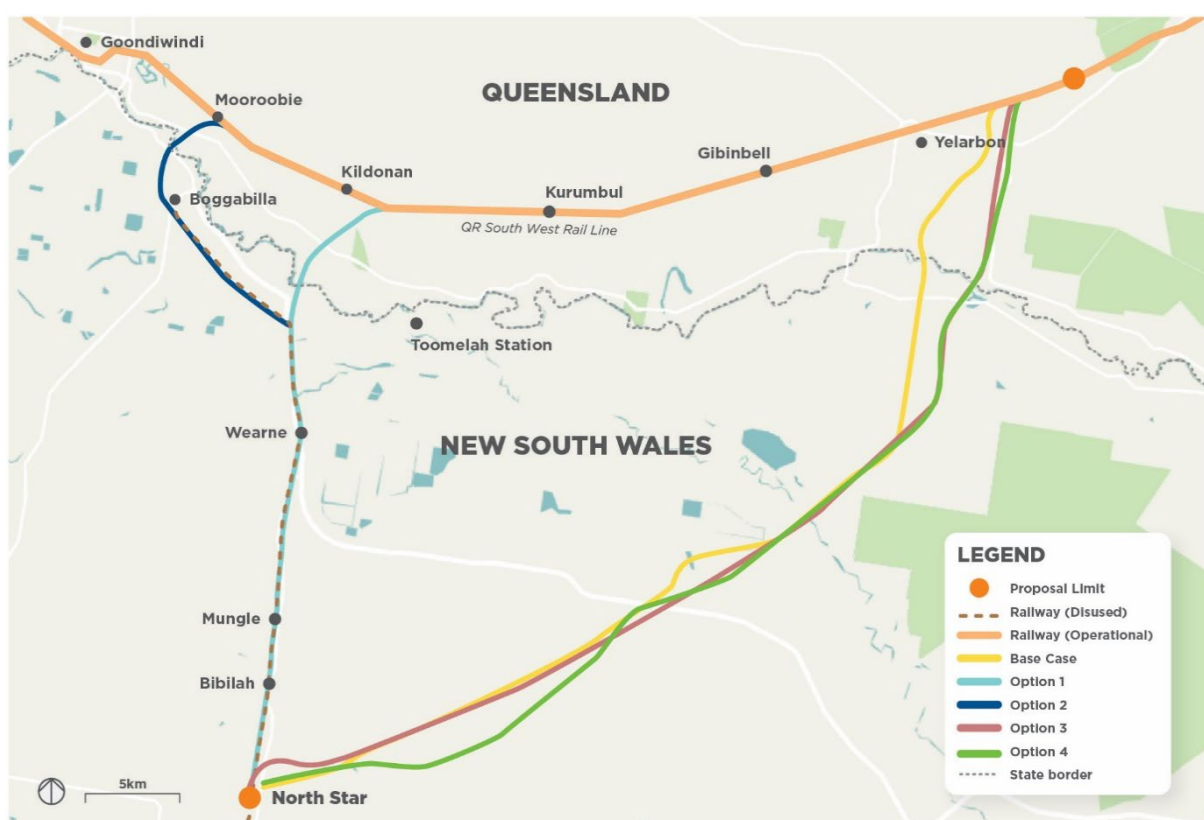 Goondiwindi
QUEENSLAND
Mooroobie
Yelarbon
Gibinbell
Kildonan
Kurumbul
Boggabilla
QR South West Rail Line
Toomelah Station
Wearne
NEW SOUTH WALES
LEGEND
Proposal Limit
Railway (Disused)
Railway (Operational)
Base Case
Option 1
Option 2
Option 3
Option 4
State border
Mungle
Bibilah
5km
North Star